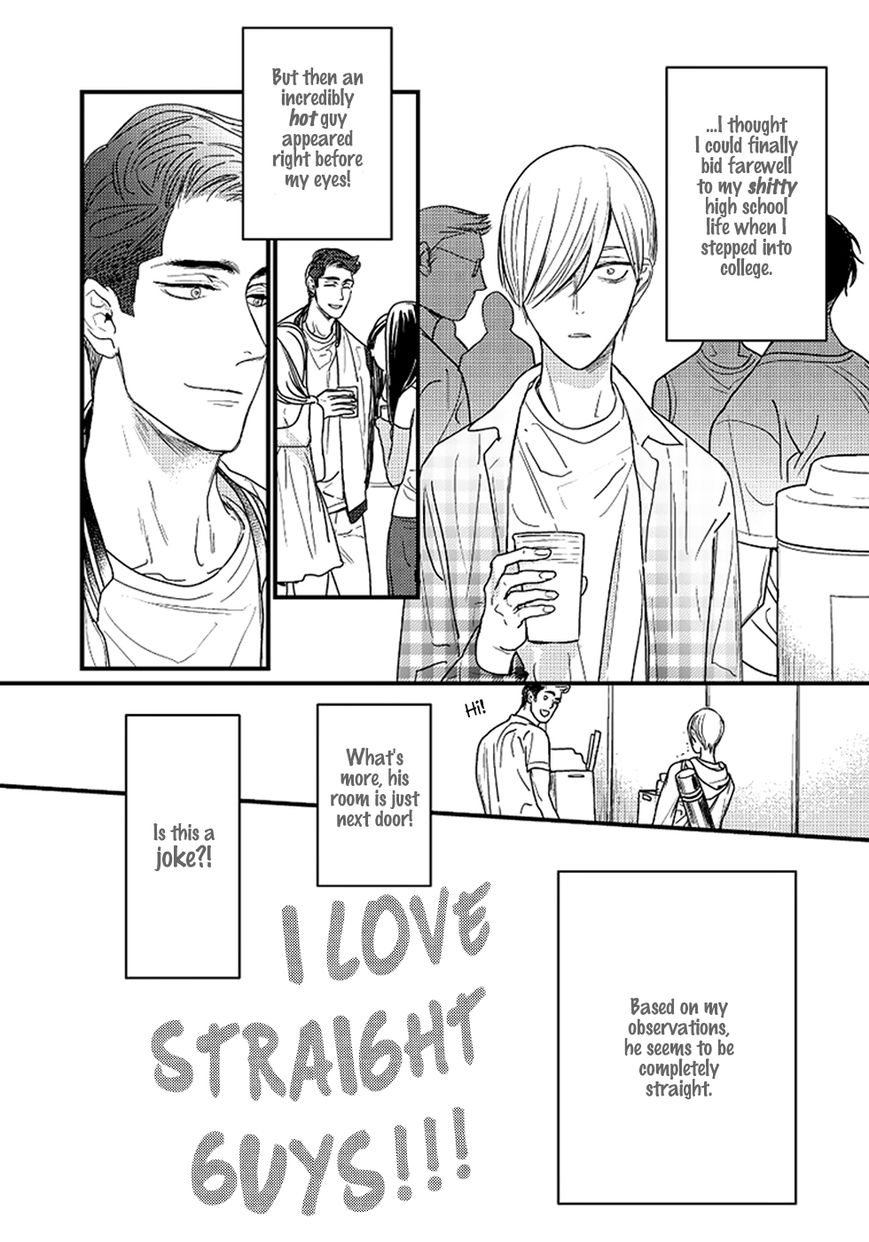 ...I thought
I could finally
bid farewell
to my shitty
high school
life when I
stepped into
college.
But then an
incredibly
hot guy
appeared
right before
my eyes!
Hi!
What's
more, his
room is just
next door!
Is this a
joke?!
Based on my
observations,
he seems to be
completely
straight.
I LOVE
STRAIGHT
GUYS!!!